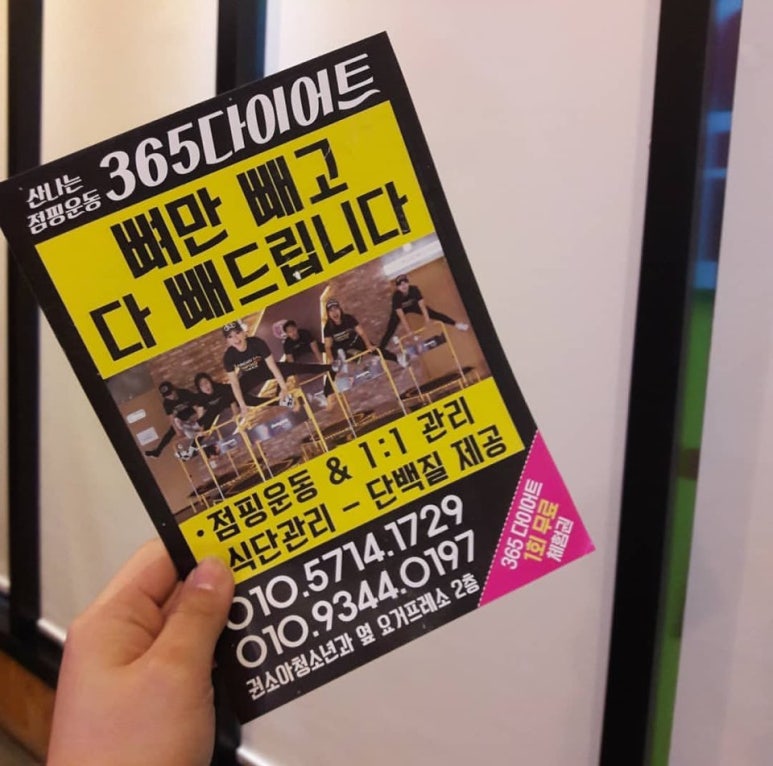 산나는
점핑운동 365다이어트
뼈만 빼고
다 빼드립니다
·점핑운동 & 1:1 관리
식단관리 - 단백질 제공
010.5714.1729
010.9344.0197
권소아청소년과 옆 요거프레소 2층
365 다이어트
1회 무료
체험권